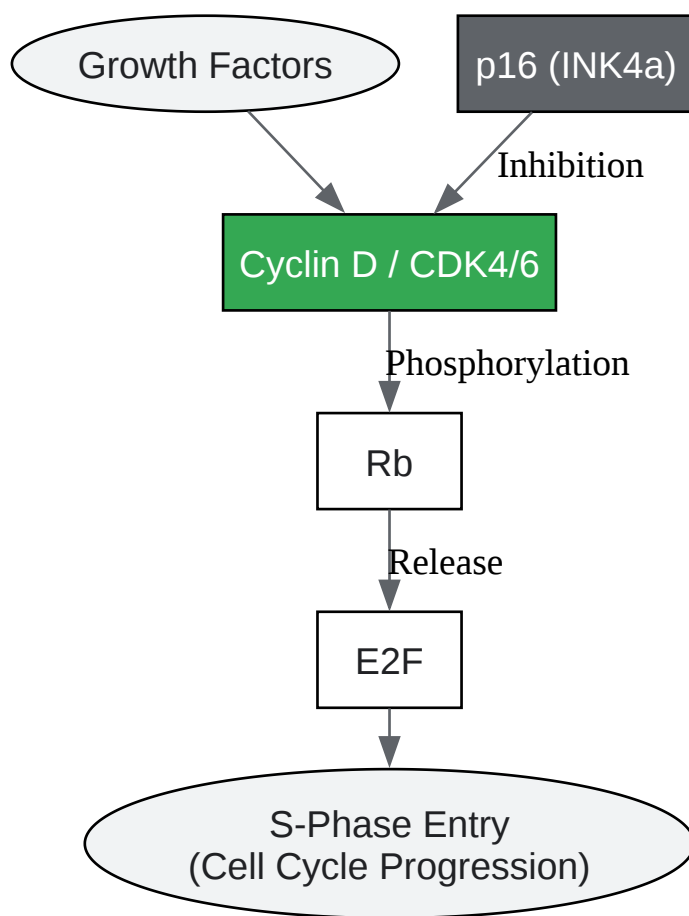 Growth Factors
p16 (INK4a)
Inhibition
Cyclin D / CDK4/6
Phosphorylation
Rb
Release
E2F
S-Phase Entry
(Cell Cycle Progression)